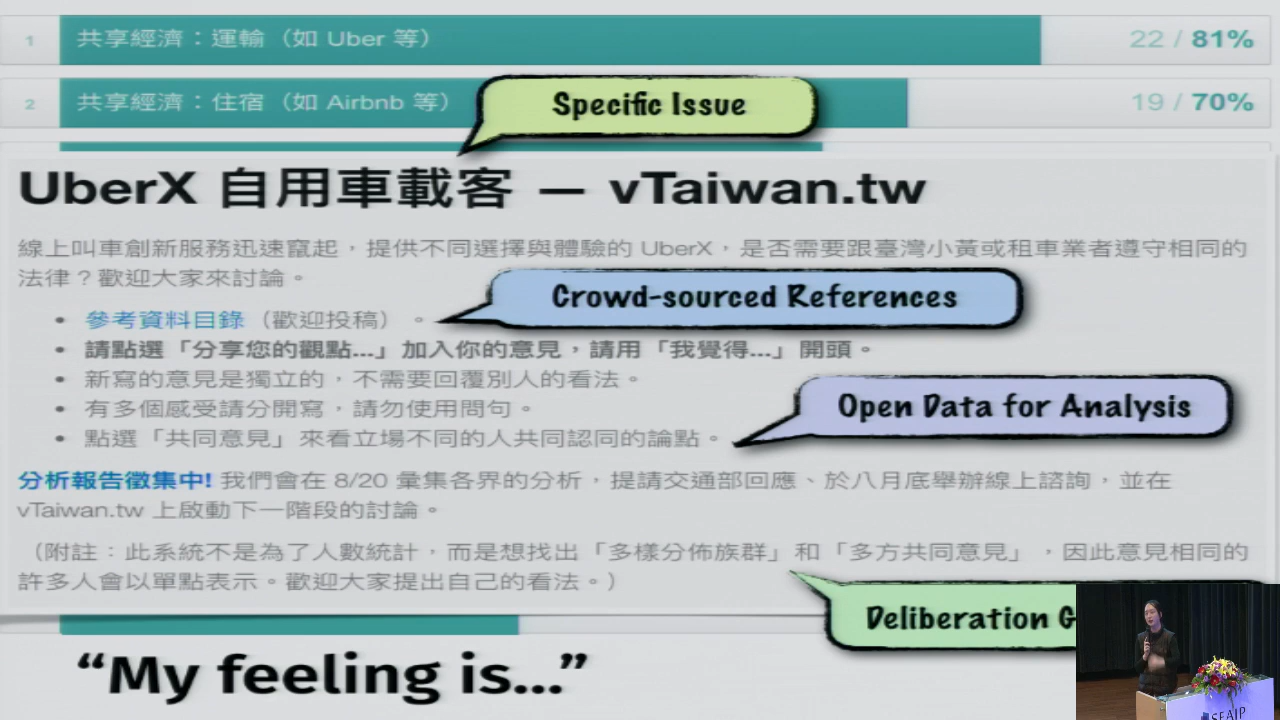 1 共享經濟：運輸（如 Uber 等） 22 / 81%
2 共享經濟：住宿（如 Airbnb 等） 19 / 70%
Specific Issue
UberX 自用車載客 — vTaiwan.tw
線上叫車創新服務迅速竄起，提供不同選擇與體驗的 UberX，是否需要跟臺灣小黃或租車業者遵守相同的
法律？歡迎大家來討論。
Crowd-sourced References
• 參考資料目錄（歡迎投稿）。
• 請點選「分享您的觀點...」加入你的意見，請用「我覺得...」開頭。
• 新寫的意見是獨立的，不需要回覆別人的看法。
Open Data for Analysis
• 有多個感受請分開寫，請勿使用問句。
• 點選「共同意見」來看立場不同的人共同認同的論點。
分析報告徵集中! 我們會在 8/20 彙集各界的分析，提請交通部回應、於八月底舉辦線上諮詢，並在
vTaiwan.tw 上啟動下一階段的討論。
（附註：此系統不是為了人數統計，而是想找出「多樣分佈族群」和「多方共同意見」，因此意見相同的
許多人會以單點表示。歡迎大家提出自己的看法。）
Deliberation G
“My feeling is...”
SEAIP